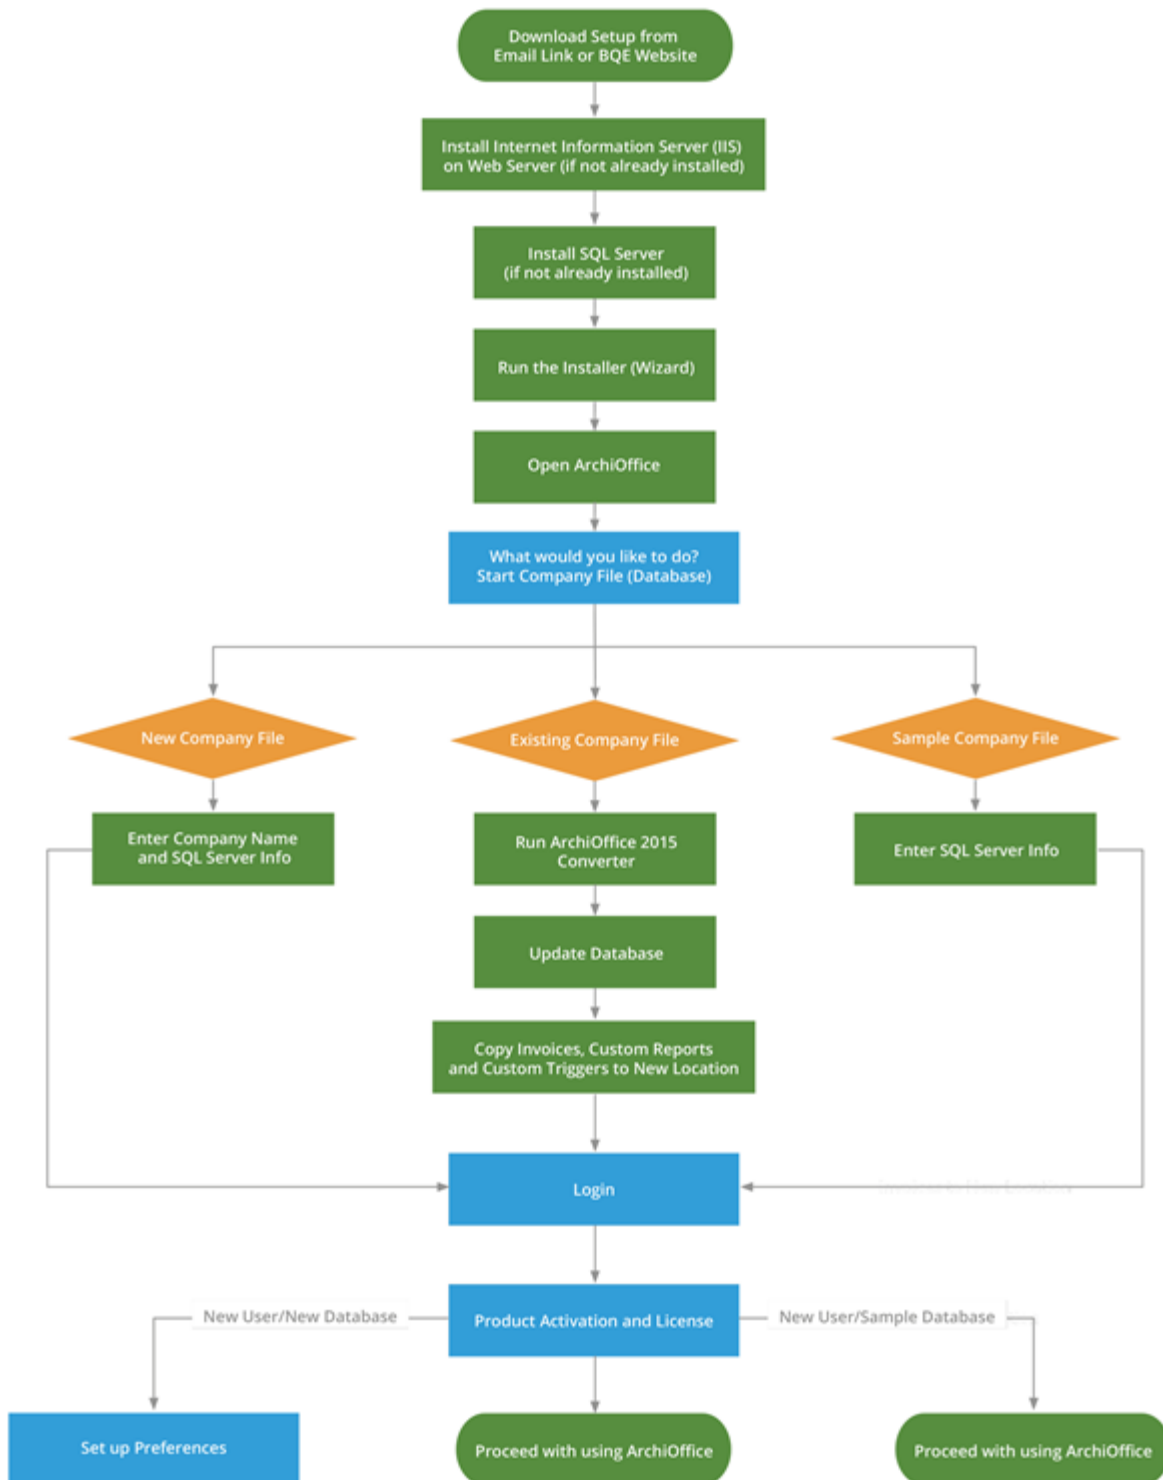 Download Setup from
Email Link or BQE Website
Install Internet Information Server (IIS)
on Web Server (if not already installed)
Install SQL Server
(if not already installed)
Run the Installer (Wizard)
Open ArchiOffice
What would you like to do?
Start Company File (Database)
New Company File
Existing Company File
Sample Company File
Enter Company Name
and SQL Server Info
Run ArchiOffice 2015
Converter
Enter SQL Server Info
Update Database
Copy Invoices, Custom Reports
and Custom Triggers to New Location
Login
New User/New Database
Product Activation and License
New User/Sample Database
Set up Preferences
Proceed with using ArchiOffice
Proceed with using ArchiOffice